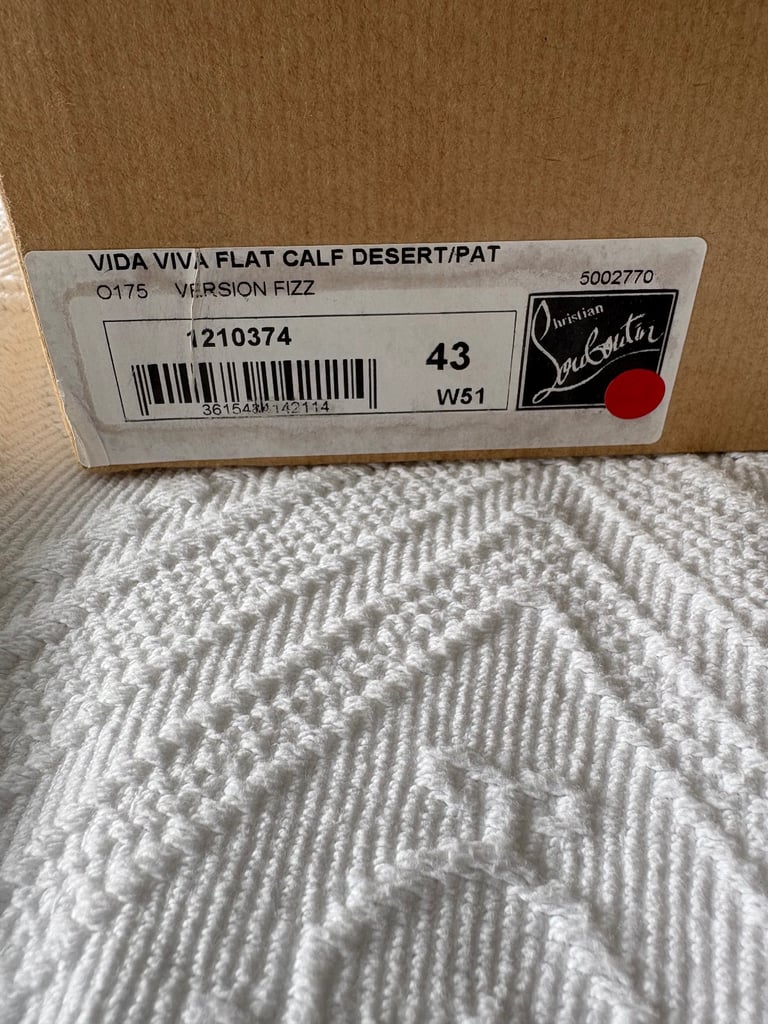 VIDA VIVA FLAT CALF DESERT/PAT
O175 VERSION FIZZ
5002770
1210374
43
W51
Christian
Louboutin